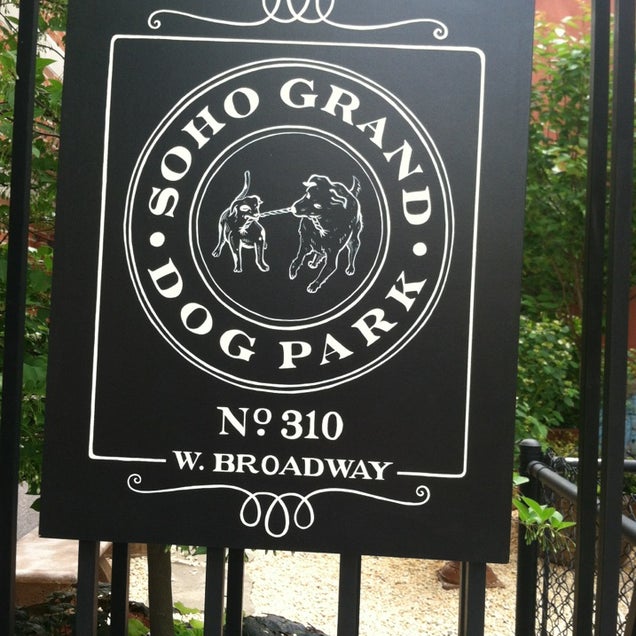 SOHO GRAND
DOG PARK
Nº 310
W. BROADWAY